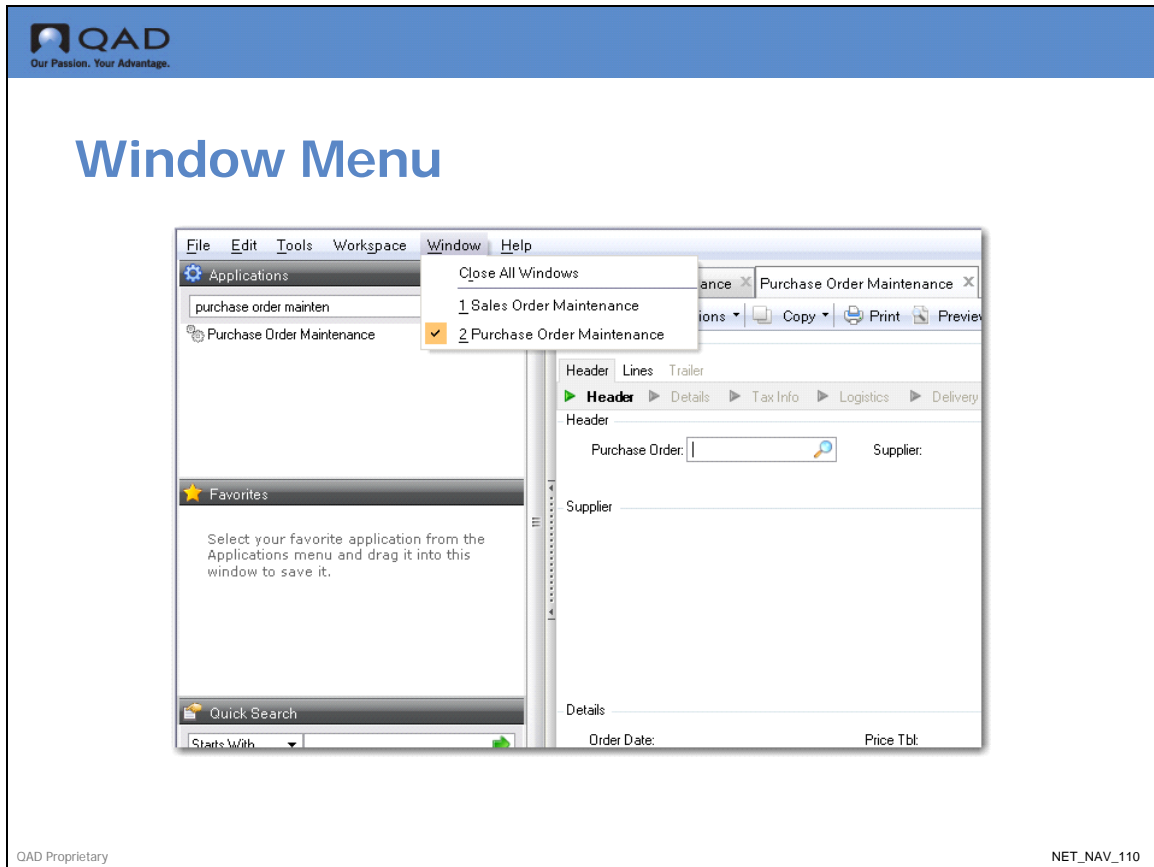 QAD
Our Passion. Your Advantage.
Window Menu
File Edit Tools Workspace Window Help
Applications
purchase order mainten
Purchase Order Maintenance
Close All Windows
1 Sales Order Maintenance
2 Purchase Order Maintenance
ance Purchase Order Maintenance
ions Copy Print Preview
Header Lines Trailer
Header Details Tax Info Logistics Delivery
Header
Purchase Order: Supplier:
Supplier
Favorites
Select your favorite application from the
Applications menu and drag it into this
window to save it.
Quick Search
Starts With
Details
Order Date: Price Tbl:
QAD Proprietary
NET_NAV_110